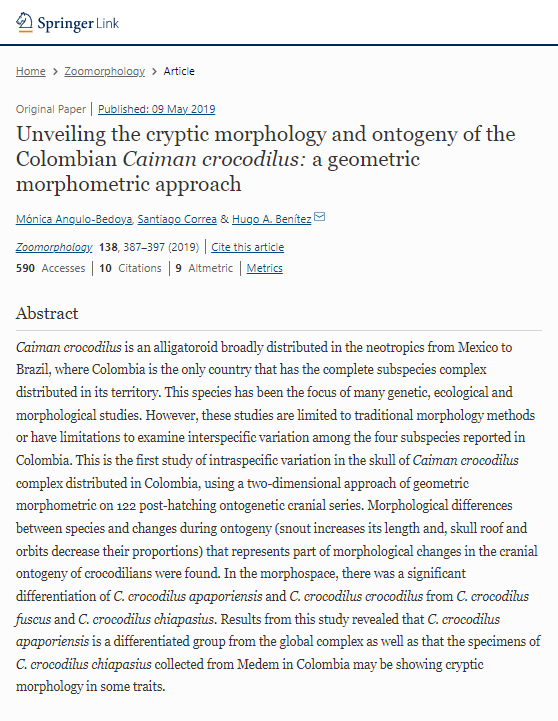 Springer Link
Home > Zoomorphology > Article
Original Paper | Published: 09 May 2019
Unveiling the cryptic morphology and ontogeny of the
Colombian Caiman crocodilus: a geometric
morphometric approach
Mónica Angulo-Bedoya, Santiago Correa & Hugo A. Benítez
Zoomorphology 138, 387–397 (2019) | Cite this article
590 Accesses | 10 Citations | 9 Altmetric | Metrics
Abstract
Caiman crocodilus is an alligatoroid broadly distributed in the neotropics from Mexico to
Brazil, where Colombia is the only country that has the complete subspecies complex
distributed in its territory. This species has been the focus of many genetic, ecological and
morphological studies. However, these studies are limited to traditional morphology methods
or have limitations to examine interspecific variation among the four subspecies reported in
Colombia. This is the first study of intraspecific variation in the skull of Caiman crocodilus
complex distributed in Colombia, using a two-dimensional approach of geometric
morphometric on 122 post-hatching ontogenetic cranial series. Morphological differences
between species and changes during ontogeny (snout increases its length and, skull roof and
orbits decrease their proportions) that represents part of morphological changes in the cranial
ontogeny of crocodilians were found. In the morphospace, there was a significant
differentiation of C. crocodilus apaporiensis and C. crocodilus crocodilus from C. crocodilus
fuscus and C. crocodilus chiapasius. Results from this study revealed that C. crocodilus
apaporiensis is a differentiated group from the global complex as well as that the specimens of
C. crocodilus chiapasius collected from Medem in Colombia may be showing cryptic
morphology in some traits.